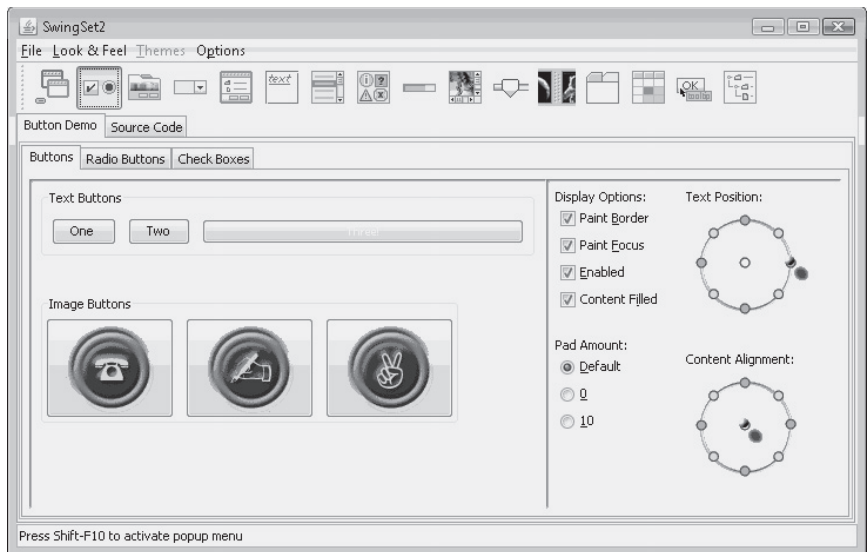 SwingSet2
File Look & Feel Themes Options
text
OK
tooltip
Button Demo Source Code
Buttons Radio Buttons Check Boxes
Text Buttons
One Two Three
Image Buttons
Display Options:
Paint Border
Paint Focus
Enabled
Content Filled
Text Position:
Pad Amount:
Default
0
10
Content Alignment:
Press Shift-F10 to activate popup menu